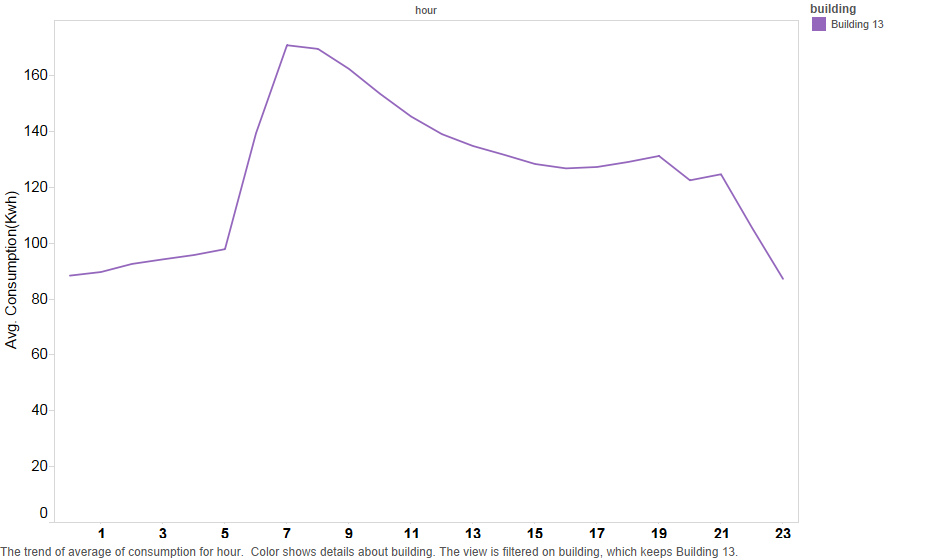 hour
building
Building 13
Avg. Consumption(Kwh)
160
140
120
100
80
60
40
20
0
1 3 5 7 9 11 13 15 17 19 21 23
The trend of average of consumption for hour.  Color shows details about building. The view is filtered on building, which keeps Building 13.